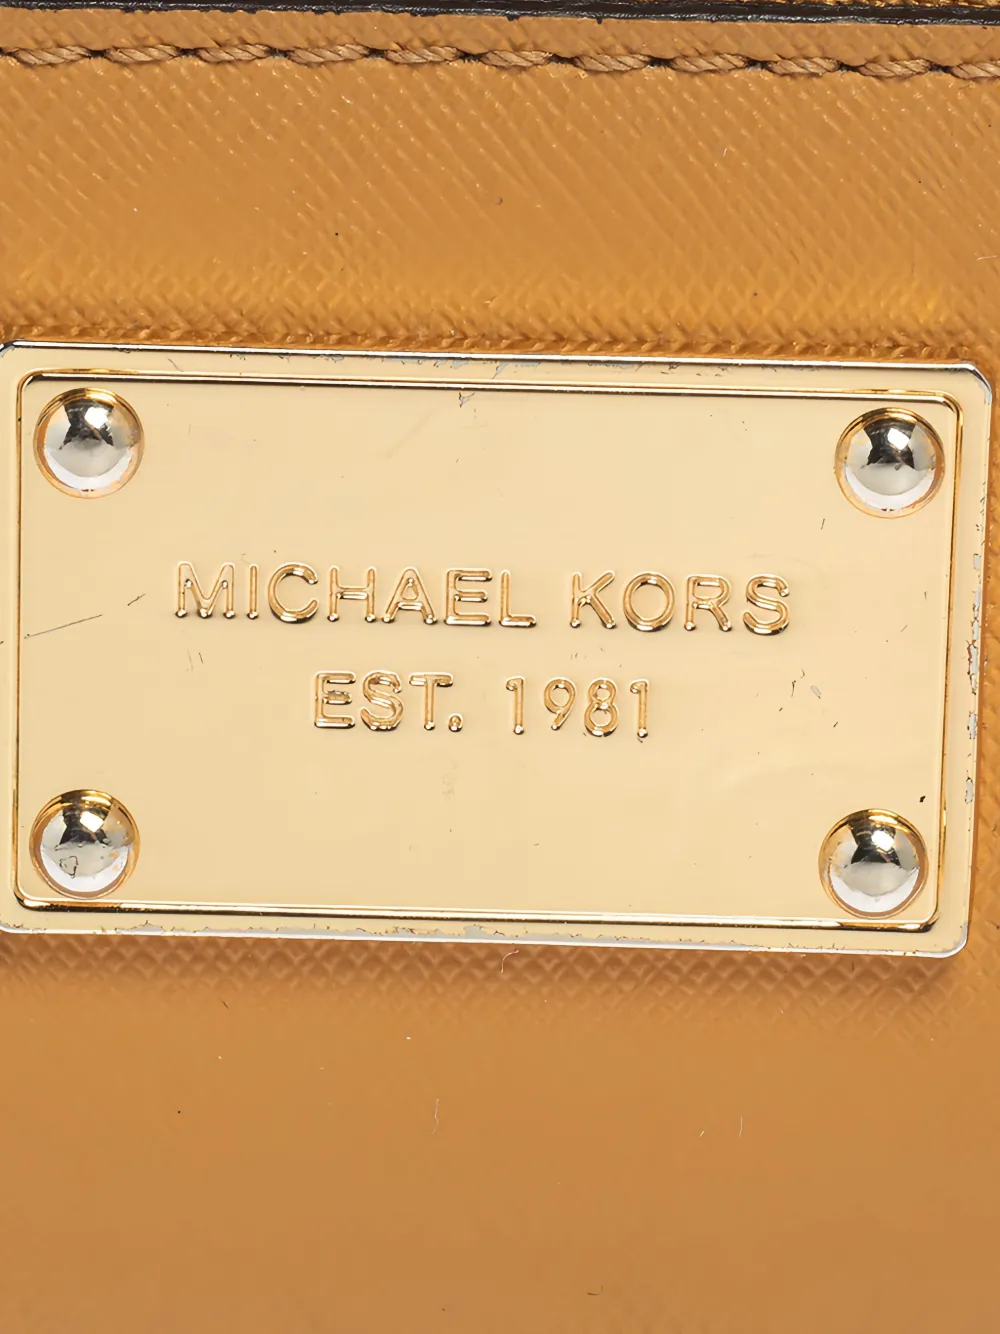 MICHAEL KORS
EST. 1981